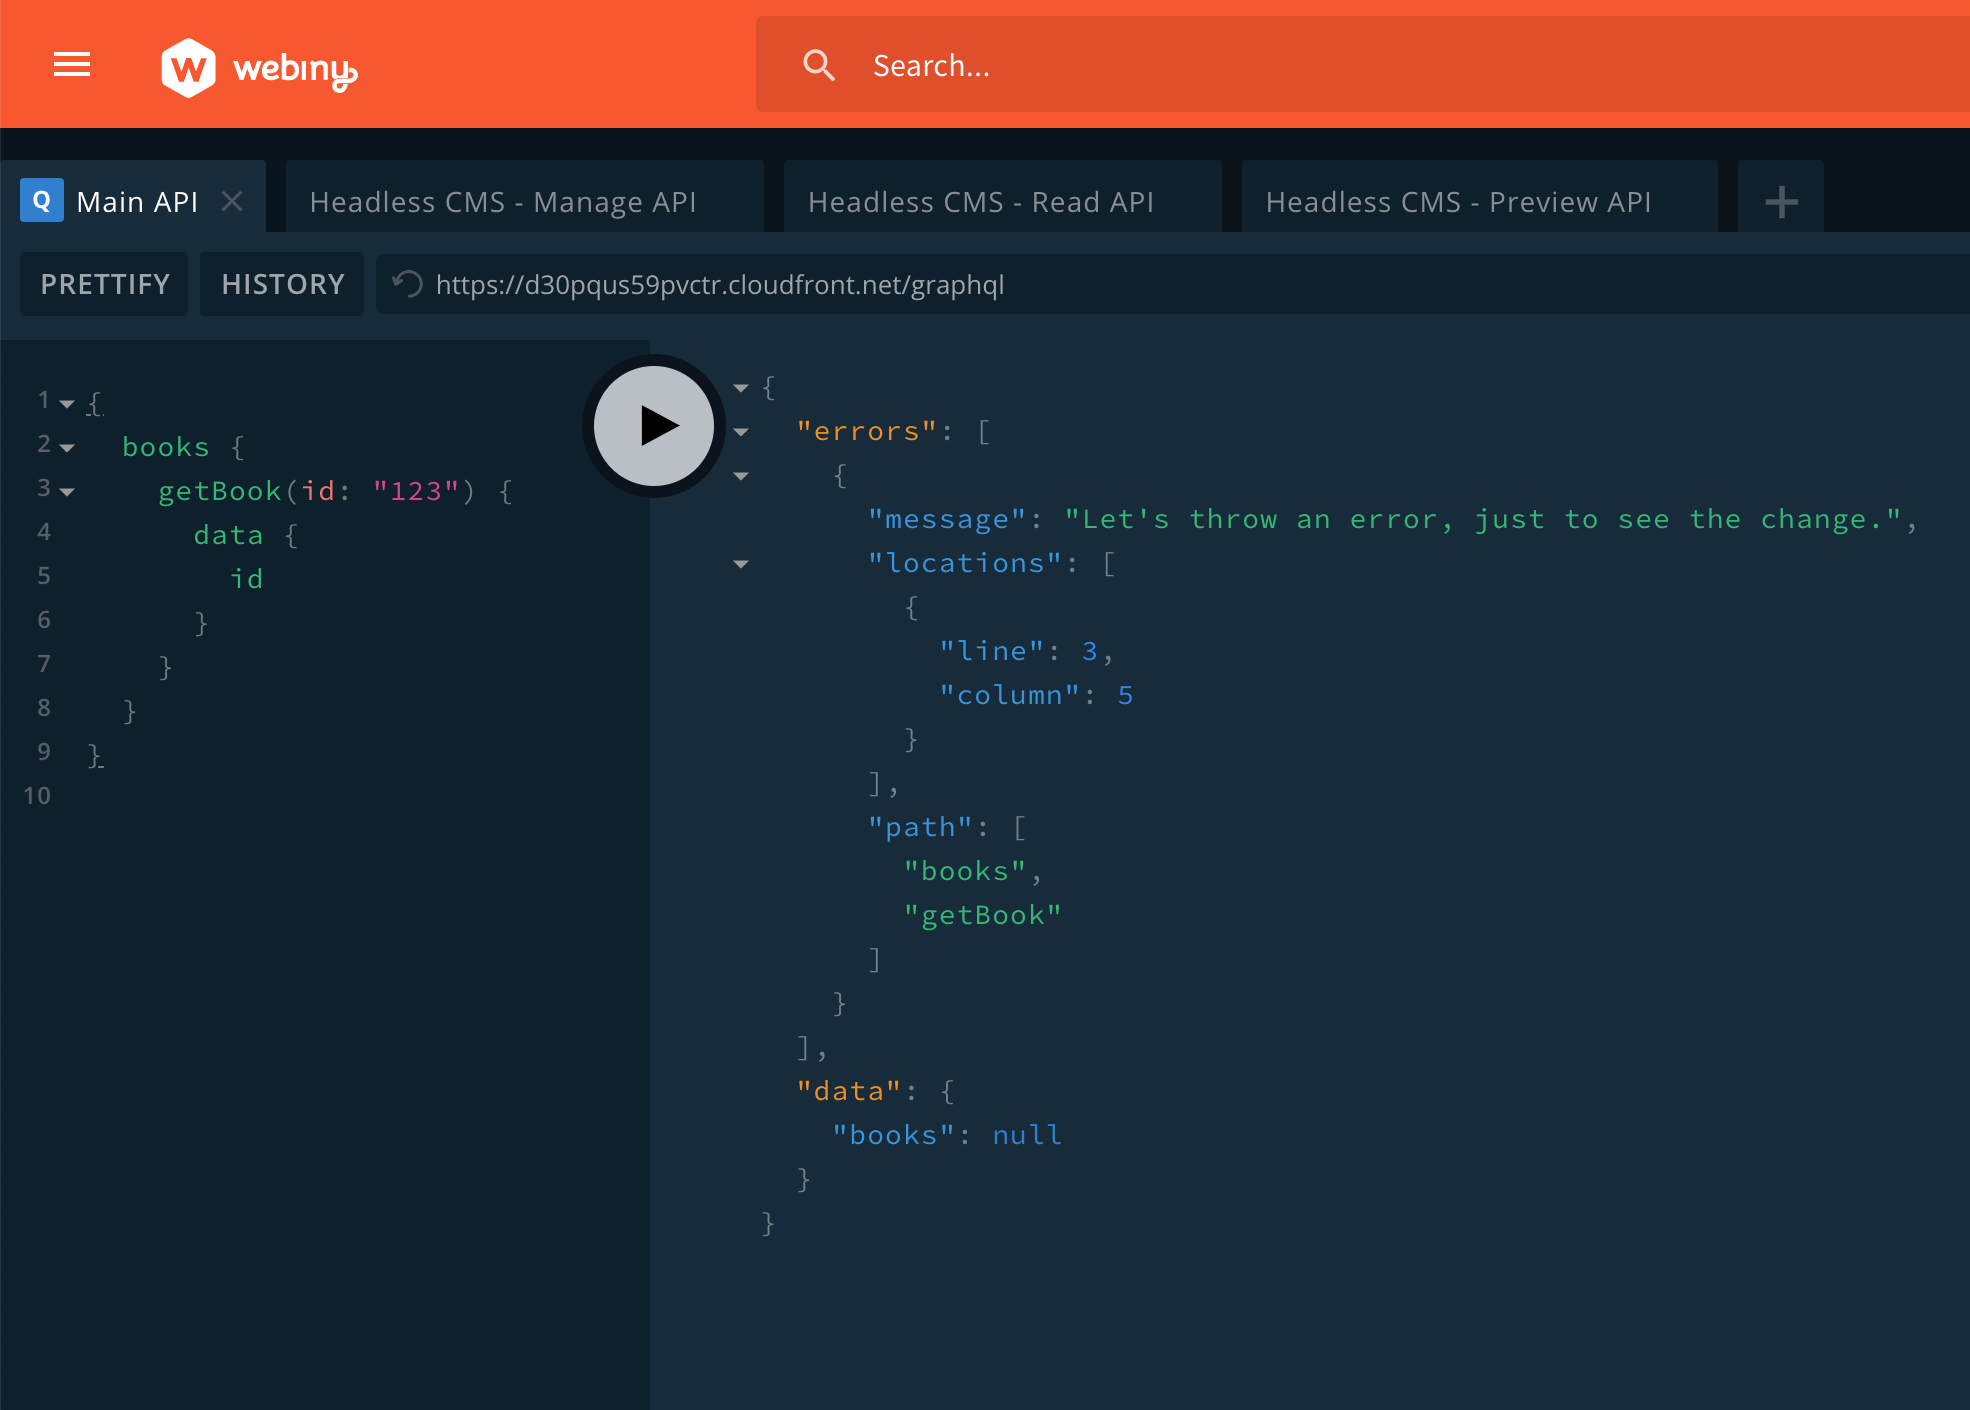 webiny
Search...
Q Main API
Headless CMS - Manage API
Headless CMS - Read API
Headless CMS - Preview API
PRETTIFY
HISTORY
https://d30pqus59pvctr.cloudfront.net/graphql
1 {
2 books {
3 getBook(id: "123") {
4 data {
5 id
6 }
7 }
8 }
9 }
10
{
"errors": [
{
"message": "Let's throw an error, just to see the change.",
"locations": [
{
"line": 3,
"column": 5
}
],
"path": [
"books",
"getBook"
]
}
],
"data": {
"books": null
}
}